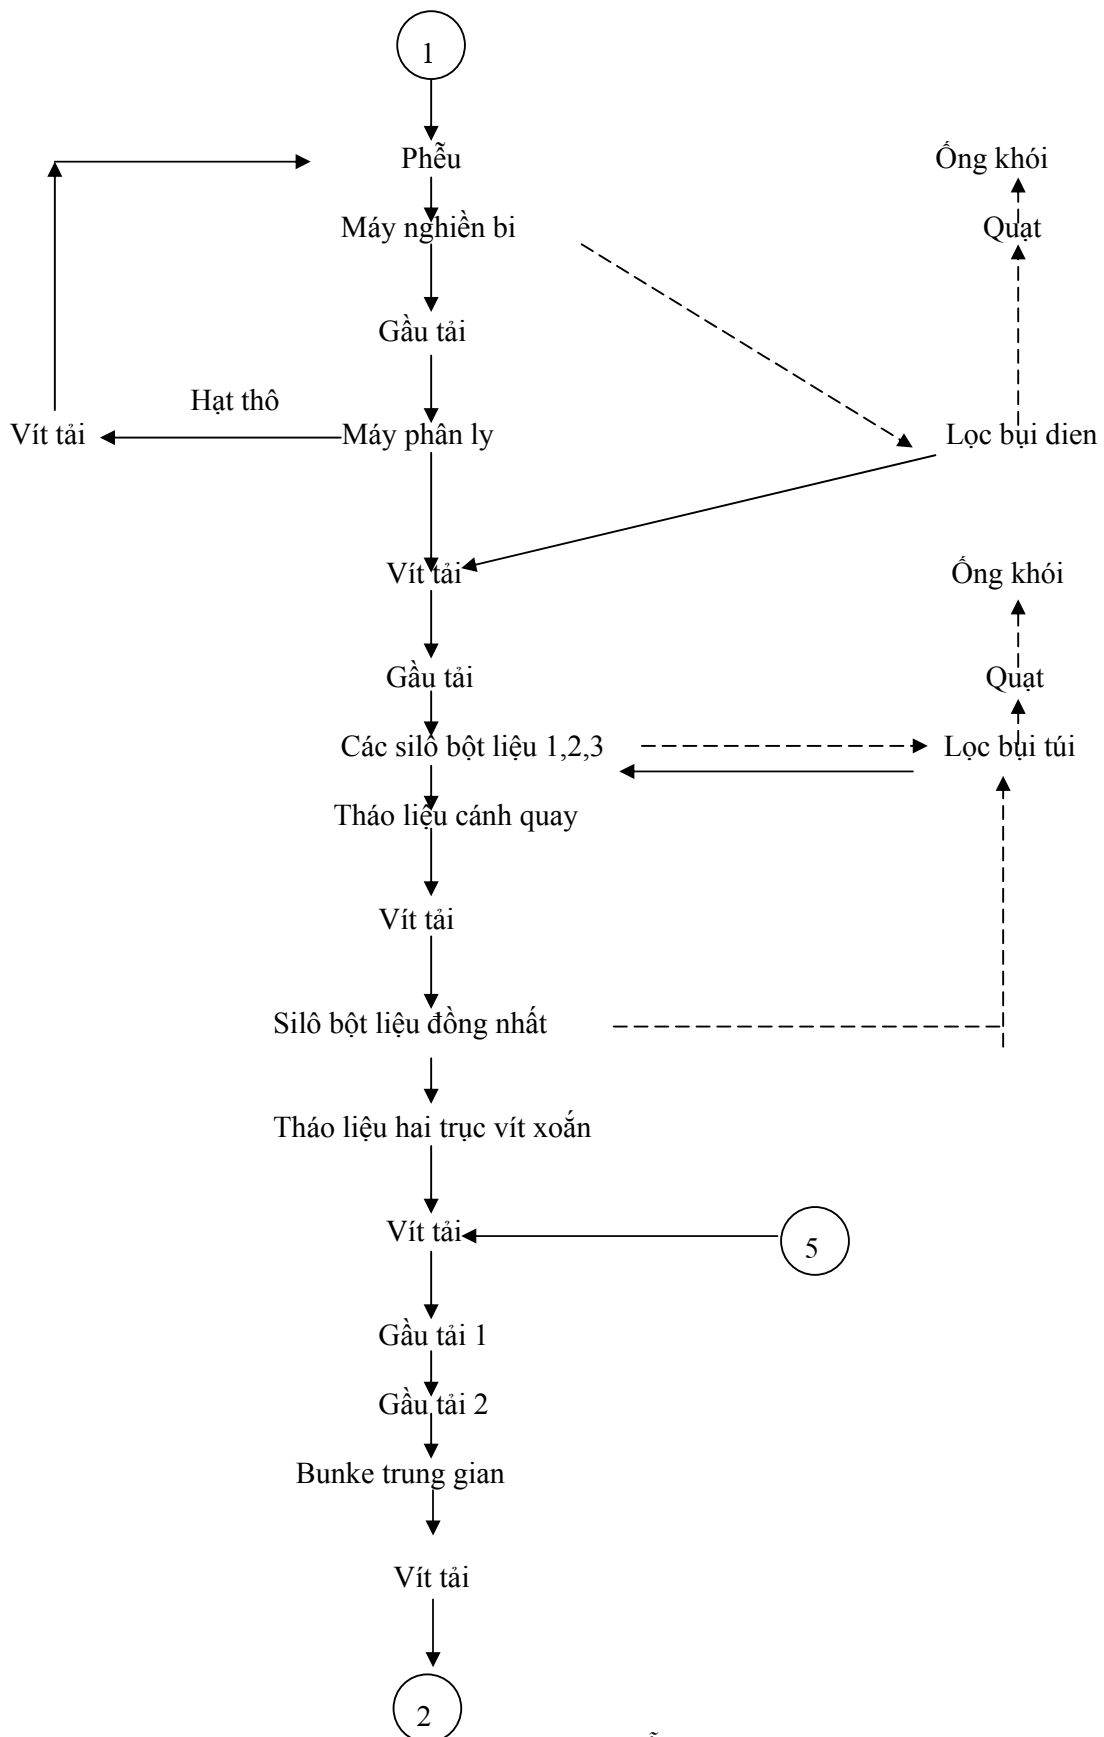 1
Phễu
Ống khói
Máy nghiền bi
Quạt
Gầu tải
Hạt thô
Vít tải
Máy phân ly
Lọc bụi dien
Vít tải
Ống khói
Gầu tải
Quạt
Các silô bột liệu 1,2,3
Lọc bụi túi
Tháo liệu cánh quay
Vít tải
Silô bột liệu đồng nhất
Tháo liệu hai trục vít xoắn
Vít tải
5
Gầu tải 1
Gầu tải 2
Bunke trung gian
Vít tải
2